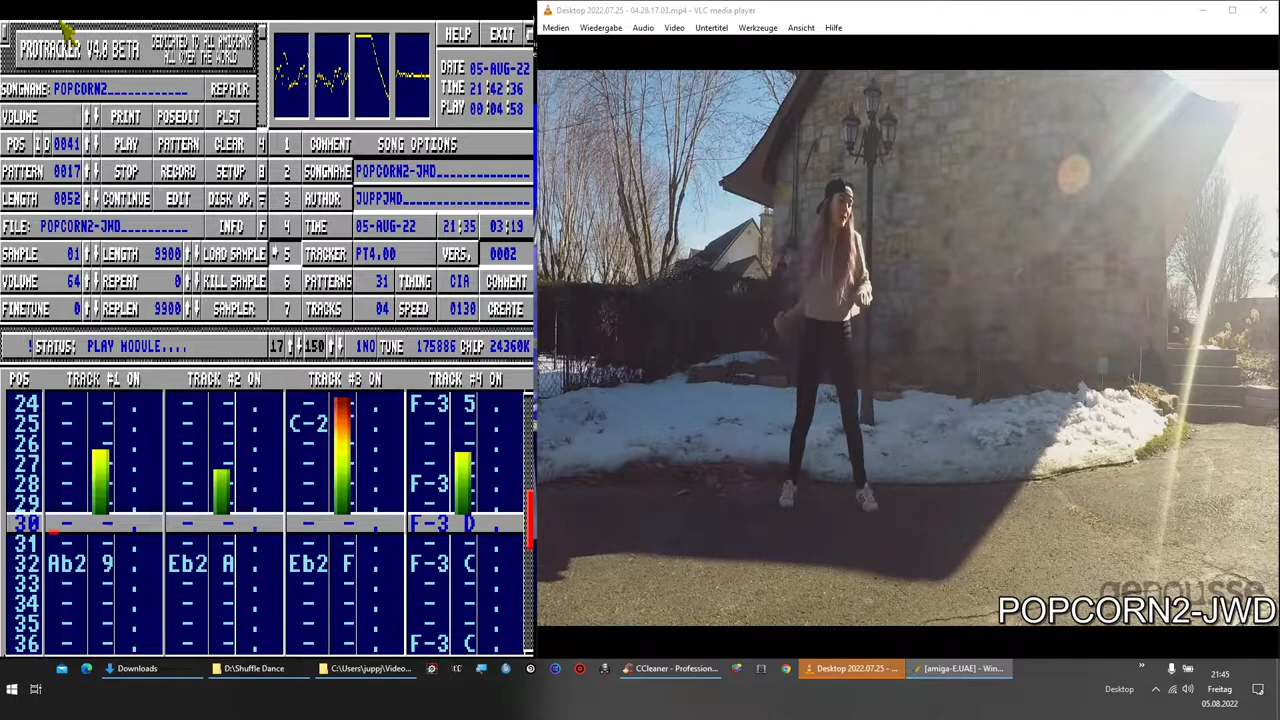 PROTRACKER V4.0 BETA
DEDICATED TO ALL AMIGIANS
ALL OVER THE WORLD
HELP EXIT
DATE 05-AUG-22
TIME 21:42:36
PLAY 00:04:58
SONGNAME: POPCORN2____________ REPAIR
VOLUME PRINT POSEDIT PLST
POS I D 0041 PLAY PATTERN CLEAR 1 COMMENT SONG OPTIONS
PATTERN 0017 STOP RECORD SETUP 2 SONGNAME POPCORN2-JWD
LENGTH 0052 CONTINUE EDIT DISK OP. 3 AUTHOR JUPPJWD
FILE: POPCORN2-JWD INFO 4 TIME 05-AUG-22 21:35 03:19
SAMPLE 01 LENGTH 9900 LOAD SAMPLE 5 TRACKER PT4.00 VERS. 0002
VOLUME 64 REPEAT 0 KILL SAMPLE 6 PATTERNS 31 TIMING CIA COMMENT
FINETUNE 0 REPLEN 9900 SAMPLER 7 TRACKS 04 SPEED 0130 CREATE
! STATUS: PLAY MODULE.... 17 150 1NO TUNE 175886 CHIP 24360K
POS TRACK #1 ON TRACK #2 ON TRACK #3 ON TRACK #4 ON
24 F-3 5
25 C-2
26
27
28 F-3
29
30 F-3 D
31
32 Ab2 9 Eb2 A Eb2 F F-3 C
33
34
35
36 F-3 C
Desktop 2022.07.25 - 04.28.17.03.mp4 - VLC media player
Medien Wiedergabe Audio Video Untertitel Werkzeuge Ansicht Hilfe
POPCORN2-JWD
Downloads D:\Shuffle Dance C:\Users\juppj\Video... CCleaner - Profession... Desktop 2022.07.25 - ... [amiga-E.UAE] - Win...
Desktop
21:45
Freitag
05.08.2022